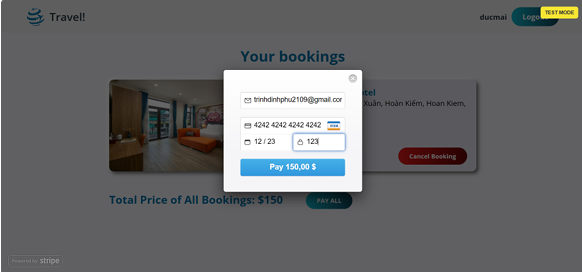 Travel!
ducmai
TEST MODE
Your bookings
trinhdinhphu2109@gmail.cor
4242 4242 4242 4242
VISA
12 / 23
123
Pay 150,00 $
Xuân, Hoàn Kiếm, Hoan Kiem,
Cancel Booking
Total Price of All Bookings: $150
PAY ALL
Powered by stripe